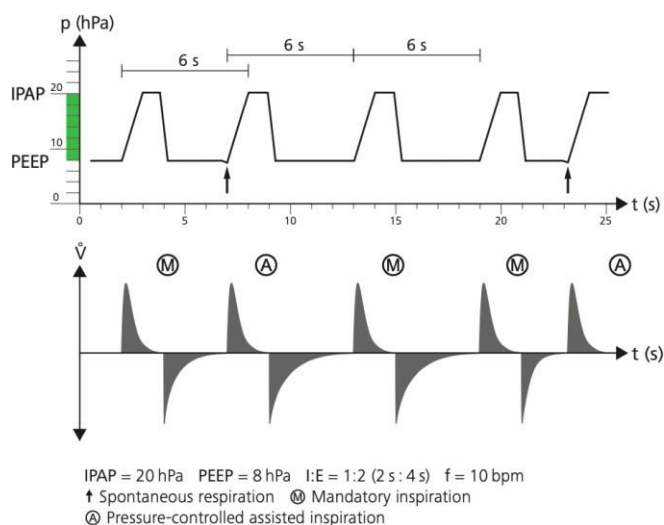 p (hPa)
6 s 6 s
6 s
IPAP 20
10
PEEP
t (s)
0 5 10 15 20 25
V̊
Ⓜ Ⓐ Ⓜ Ⓜ Ⓐ
t (s)
IPAP = 20 hPa PEEP = 8 hPa I:E = 1:2 (2 s : 4 s) f = 10 bpm
↑ Spontaneous respiration Ⓜ Mandatory inspiration
Ⓐ Pressure-controlled assisted inspiration